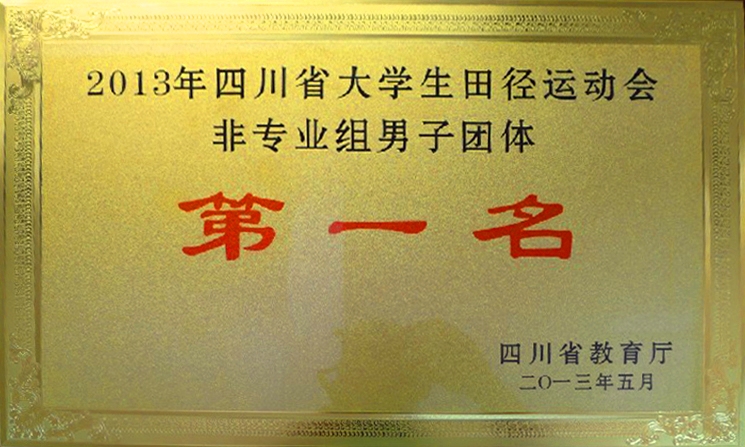 2013年四川省大学生田径运动会
非专业组男子团体
第一名
四川省教育厅
二〇一三年五月